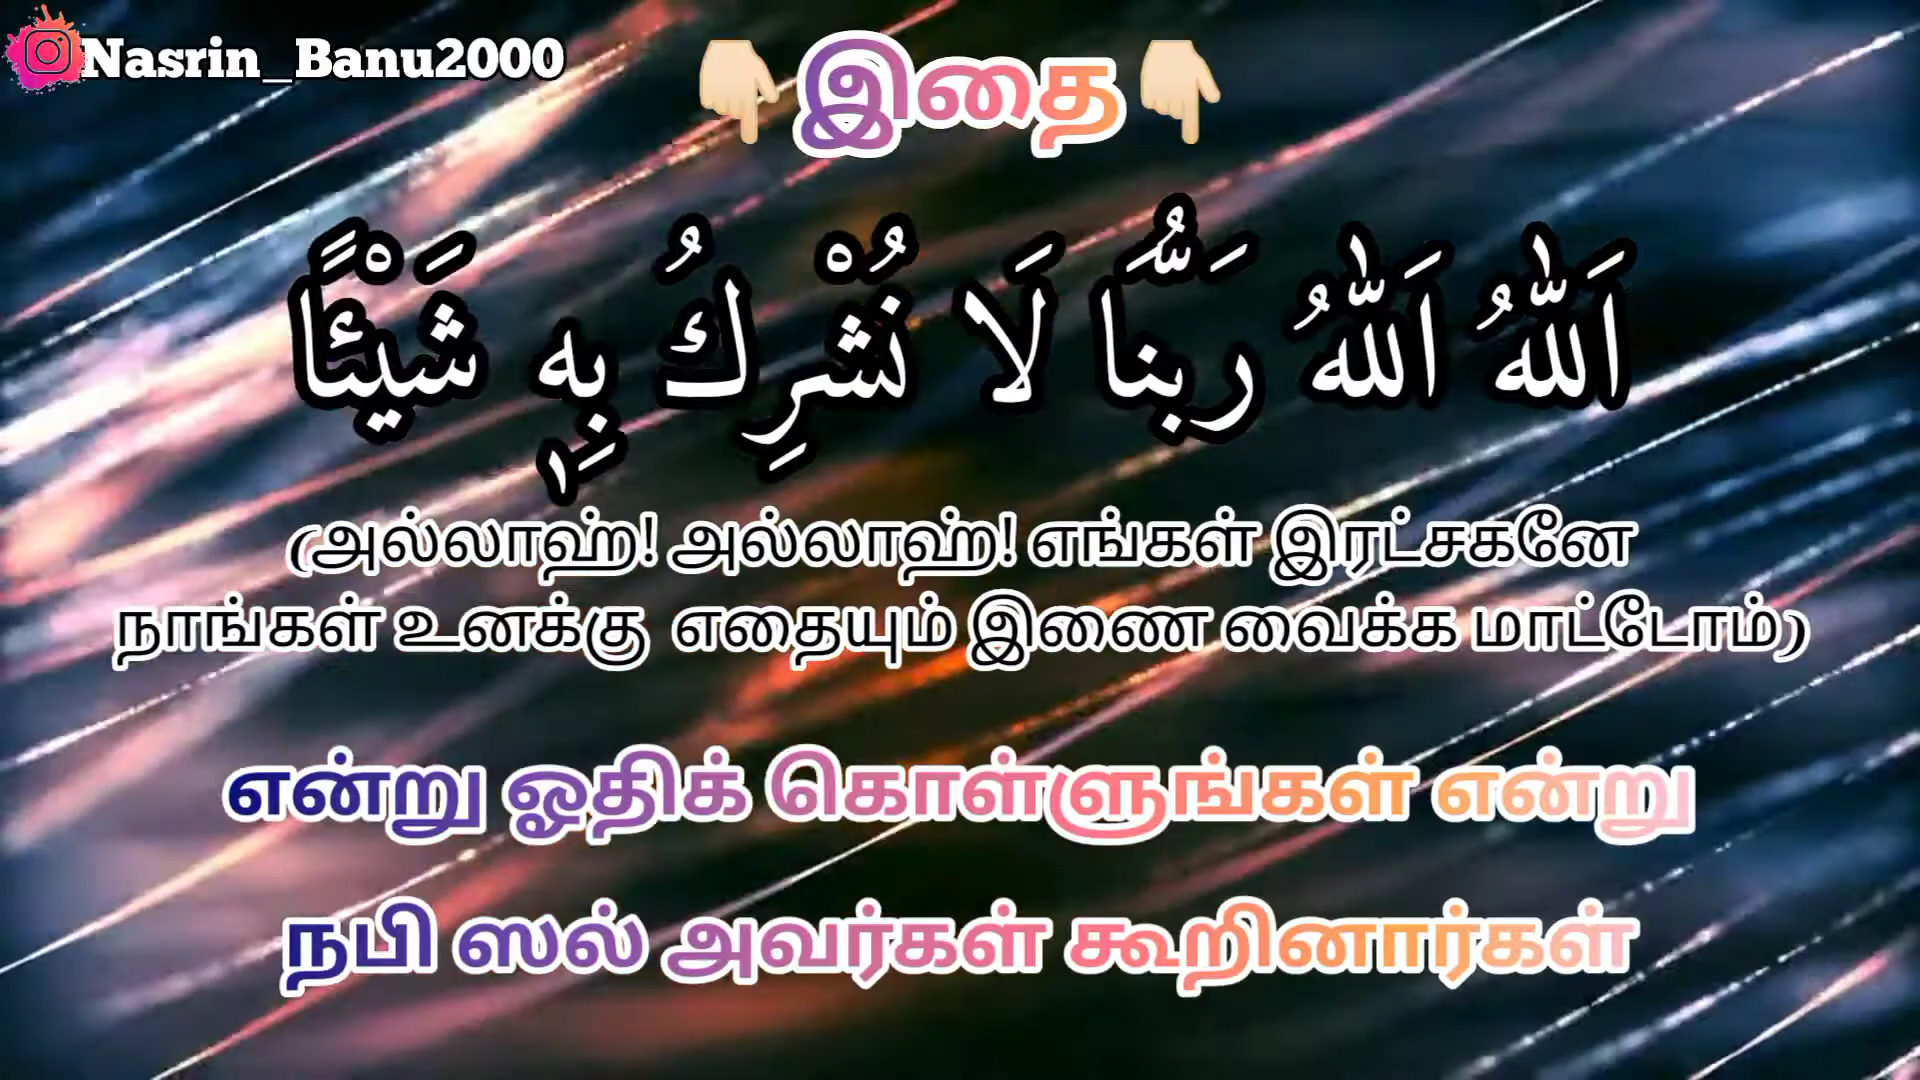 Nasrin_Banu2000
👇🏻இதை👇🏻
اَللّٰهُ اَللّٰهُ رَبُّنَا لَا نُشْرِكُ بِهٖ شَيْئًا
(அல்லாஹ்! அல்லாஹ்! எங்கள் இரட்சகனே
நாங்கள் உனக்கு எதையும் இணை வைக்க மாட்டோம்)
என்று ஓதிக் கொள்ளுங்கள் என்று
நபி ஸல் அவர்கள் கூறினார்கள்